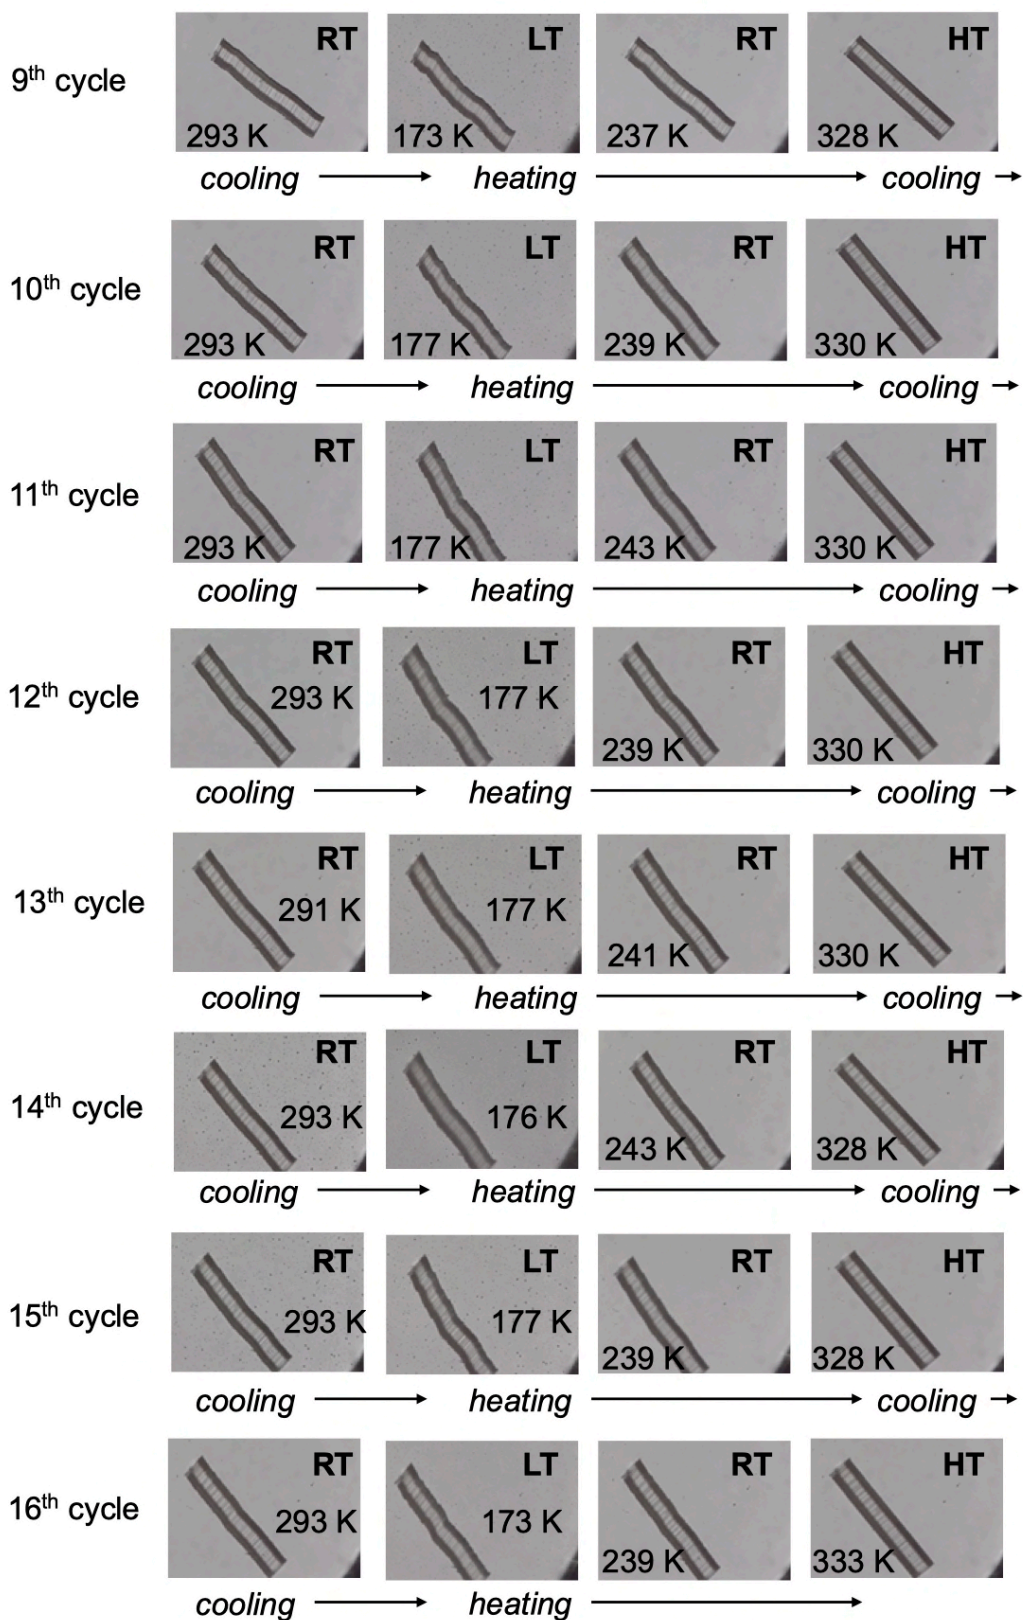 RT LT RT HT
9th cycle
293 K 173 K 237 K 328 K
cooling heating cooling
RT LT RT HT
10th cycle
293 K 177 K 239 K 330 K
cooling heating cooling
RT LT RT HT
11th cycle
293 K 177 K 243 K 330 K
cooling heating cooling
RT LT RT HT
12th cycle 293 K 177 K
239 K 330 K
cooling heating cooling
RT LT RT HT
13th cycle 291 K 177 K
241 K 330 K
cooling heating cooling
RT LT RT HT
14th cycle 293 K 176 K
243 K 328 K
cooling heating cooling
RT LT RT HT
15th cycle 293 K 177 K
239 K 328 K
cooling heating cooling
RT LT RT HT
16th cycle 293 K 173 K
239 K 333 K
cooling heating